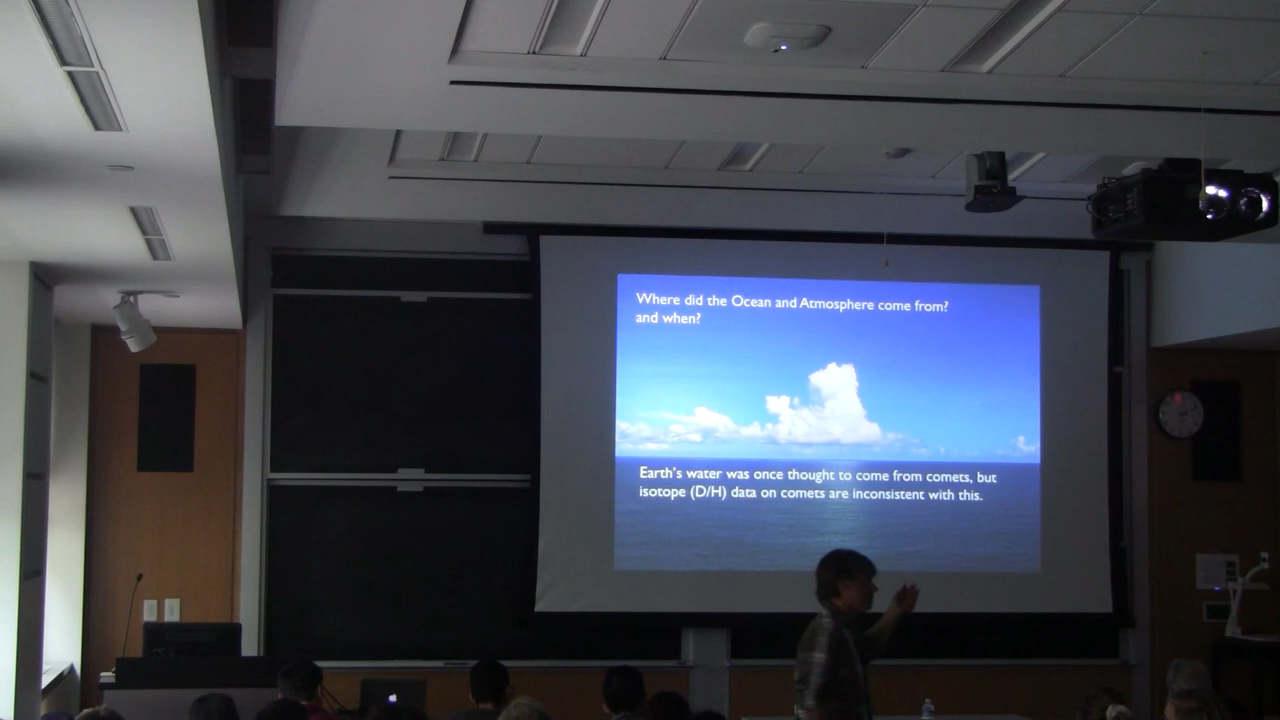 Where did the Ocean and Atmosphere come from?
and when?
Earth's water was once thought to come from comets, but
isotope (D/H) data on comets are inconsistent with this.